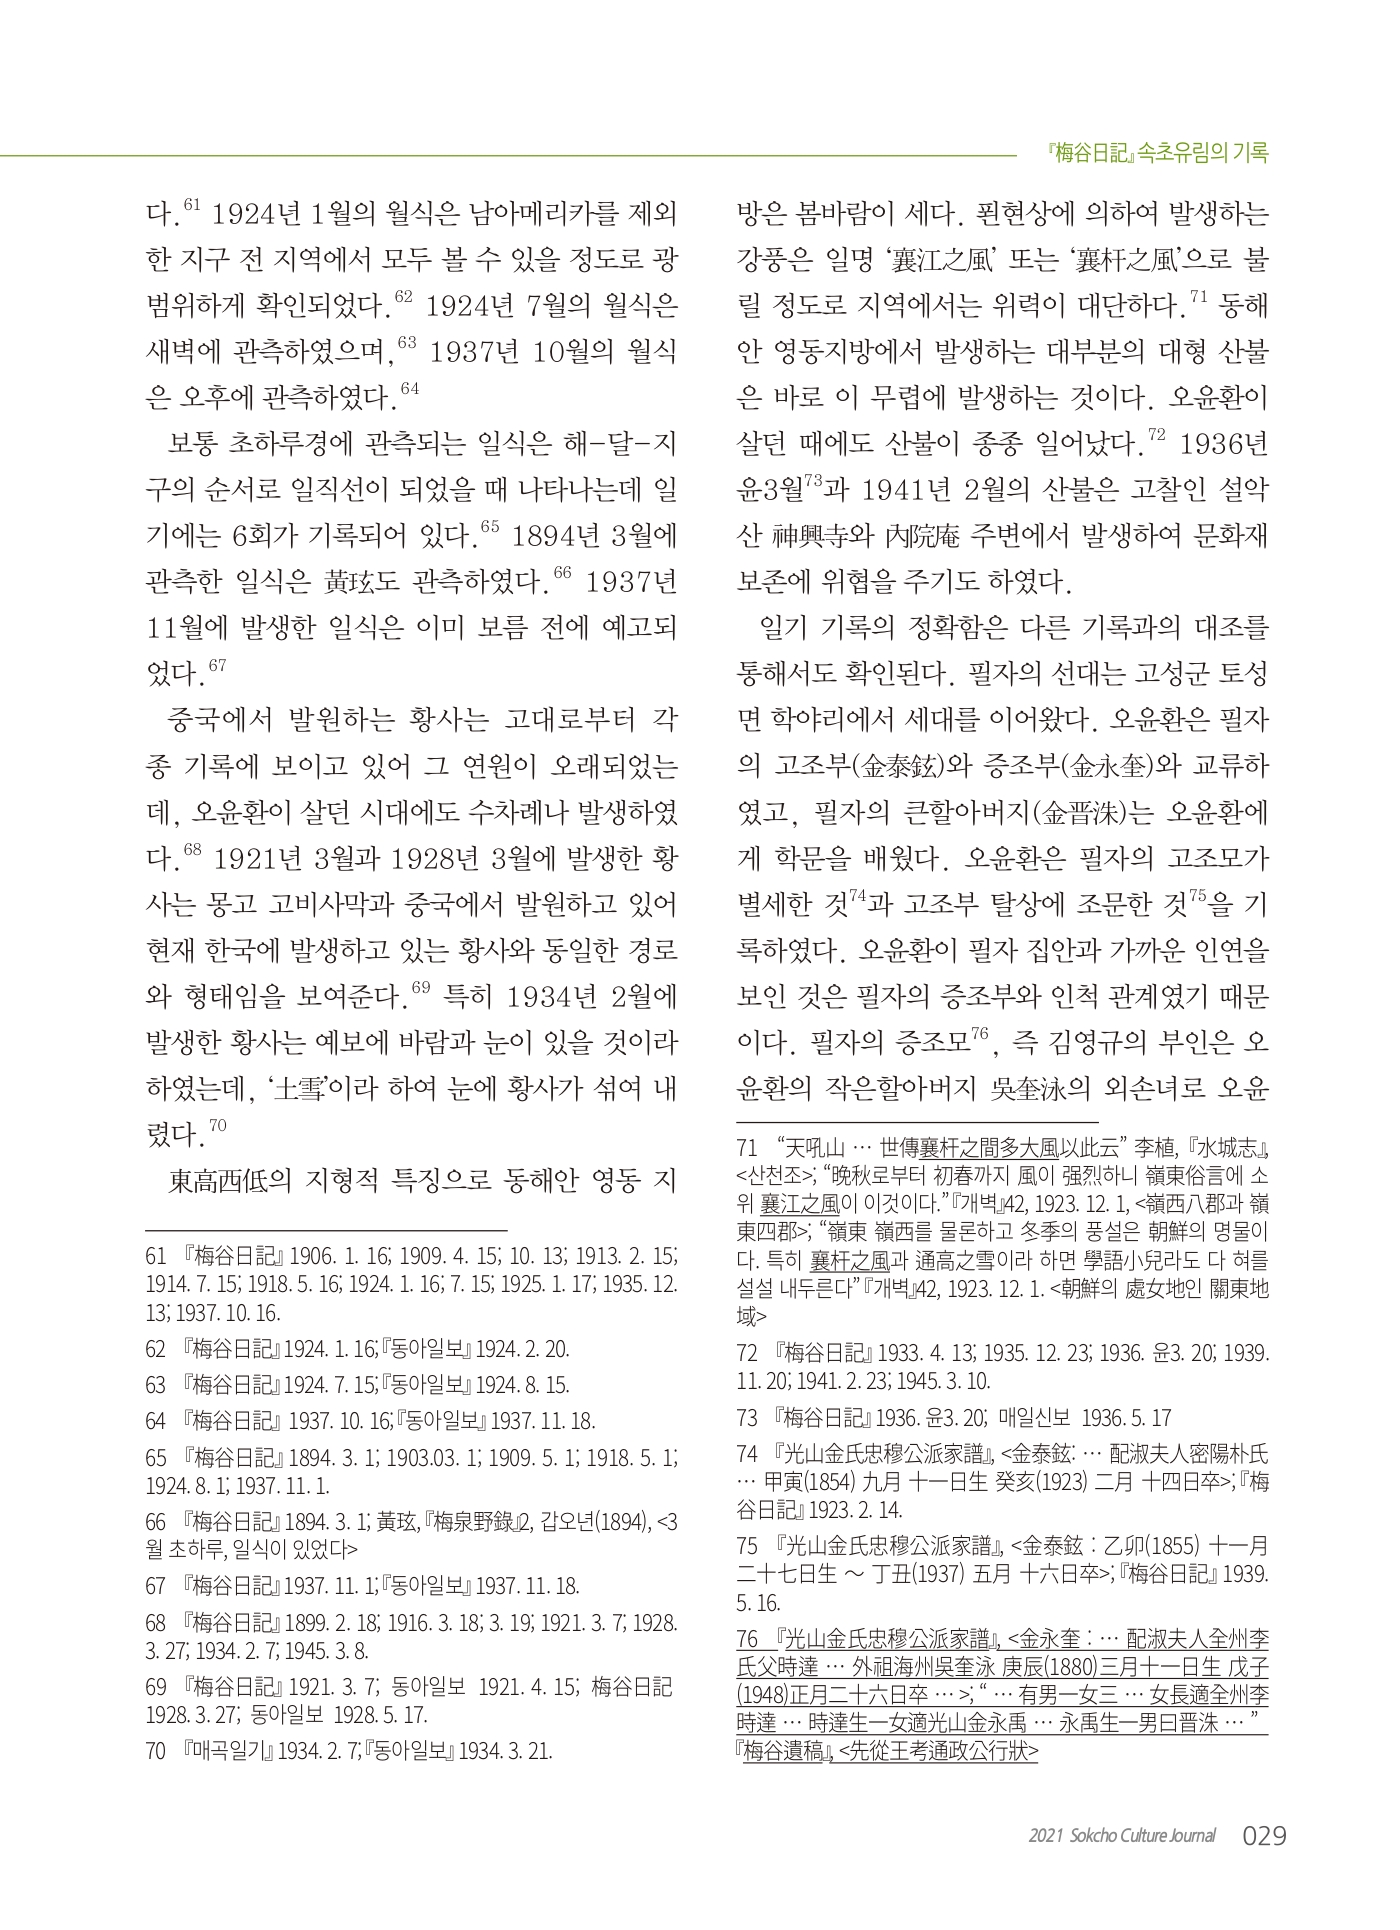 『梅谷日記』속초유림의 기록
다.61 1924년 1월의 월식은 남아메리카를 제외
한 지구 전 지역에서 모두 볼 수 있을 정도로 광
범위하게 확인되었다.62 1924년 7월의 월식은
새벽에 관측하였으며,63 1937년 10월의 월식
은 오후에 관측하였다.64
보통 초하루경에 관측되는 일식은 해-달-지
구의 순서로 일직선이 되었을 때 나타나는데 일
기에는 6회가 기록되어 있다.65 1894년 3월에
관측한 일식은 黃玹도 관측하였다.66 1937년
11월에 발생한 일식은 이미 보름 전에 예고되
었다.67
중국에서 발원하는 황사는 고대로부터 각
종 기록에 보이고 있어 그 연원이 오래되었는
데, 오윤환이 살던 시대에도 수차례나 발생하였
다.68 1921년 3월과 1928년 3월에 발생한 황
사는 몽고 고비사막과 중국에서 발원하고 있어
현재 한국에 발생하고 있는 황사와 동일한 경로
와 형태임을 보여준다.69 특히 1934년 2월에
발생한 황사는 예보에 바람과 눈이 있을 것이라
하였는데, ‘土雪’이라 하여 눈에 황사가 섞여 내
렸다.70
東高西低의 지형적 특징으로 동해안 영동 지
61 『梅谷日記』 1906. 1. 16; 1909. 4. 15; 10. 13; 1913. 2. 15;
1914. 7. 15; 1918. 5. 16; 1924. 1. 16; 7. 15; 1925. 1. 17; 1935. 12.
13; 1937. 10. 16.
62 『梅谷日記』 1924. 1. 16;『동아일보』 1924. 2. 20.
63 『梅谷日記』 1924. 7. 15;『동아일보』 1924. 8. 15.
64 『梅谷日記』 1937. 10. 16;『동아일보』 1937. 11. 18.
65 『梅谷日記』 1894. 3. 1; 1903.03. 1; 1909. 5. 1; 1918. 5. 1;
1924. 8. 1; 1937. 11. 1.
66 『梅谷日記』 1894. 3. 1; 黃玹,『梅泉野錄』2, 갑오년(1894), <3
월 초하루, 일식이 있었다>
67 『梅谷日記』 1937. 11. 1;『동아일보』 1937. 11. 18.
68 『梅谷日記』 1899. 2. 18; 1916. 3. 18; 3. 19; 1921. 3. 7; 1928.
3. 27; 1934. 2. 7; 1945. 3. 8.
69 『梅谷日記』 1921. 3. 7; 동아일보 1921. 4. 15; 梅谷日記
1928. 3. 27; 동아일보 1928. 5. 17.
70 『매곡일기』 1934. 2. 7;『동아일보』 1934. 3. 21.
방은 봄바람이 세다. 푄현상에 의하여 발생하는
강풍은 일명 ‘襄江之風’ 또는 ‘襄杆之風’으로 불
릴 정도로 지역에서는 위력이 대단하다.71 동해
안 영동지방에서 발생하는 대부분의 대형 산불
은 바로 이 무렵에 발생하는 것이다. 오윤환이
살던 때에도 산불이 종종 일어났다.72 1936년
윤3월73과 1941년 2월의 산불은 고찰인 설악
산 神興寺와 內院庵 주변에서 발생하여 문화재
보존에 위협을 주기도 하였다.
일기 기록의 정확함은 다른 기록과의 대조를
통해서도 확인된다. 필자의 선대는 고성군 토성
면 학야리에서 세대를 이어왔다. 오윤환은 필자
의 고조부(金泰鉉)와 증조부(金永奎)와 교류하
였고, 필자의 큰할아버지(金晋洙)는 오윤환에
게 학문을 배웠다. 오윤환은 필자의 고조모가
별세한 것74과 고조부 탈상에 조문한 것75을 기
록하였다. 오윤환이 필자 집안과 가까운 인연을
보인 것은 필자의 증조부와 인척 관계였기 때문
이다. 필자의 증조모76, 즉 김영규의 부인은 오
윤환의 작은할아버지 吳奎泳의 외손녀로 오윤
71 “天吼山 … 世傳襄杆之間多大風以此云” 李植,『水城志』,
<산천조>; “晩秋로부터 初春까지 風이 强烈하니 嶺東俗言에 소
위 襄江之風이 이것이다.”『개벽』42, 1923. 12. 1, <嶺西八郡과 嶺
東四郡>; “嶺東 嶺西를 물론하고 冬季의 풍설은 朝鮮의 명물이
다. 특히 襄杆之風과 通高之雪이라 하면 學語小兒라도 다 혀를
설설 내두른다”『개벽』42, 1923. 12. 1. <朝鮮의 處女地인 關東地
域>
72 『梅谷日記』 1933. 4. 13; 1935. 12. 23; 1936. 윤3. 20; 1939.
11. 20; 1941. 2. 23; 1945. 3. 10.
73 『梅谷日記』 1936. 윤3. 20; 매일신보 1936. 5. 17
74 『光山金氏忠穆公派家譜』, <金泰鉉: … 配淑夫人密陽朴氏
… 甲寅(1854) 九月 十一日生 癸亥(1923) 二月 十四日卒>;『梅
谷日記』 1923. 2. 14.
75 『光山金氏忠穆公派家譜』, <金泰鉉 : 乙卯(1855) 十一月
二十七日生 ～ 丁丑(1937) 五月 十六日卒>;『梅谷日記』 1939.
5. 16.
76 『光山金氏忠穆公派家譜』, <金永奎 : … 配淑夫人全州李
氏父時達 … 外祖海州吳奎泳 庚辰(1880)三月十一日生 戊子
(1948)正月二十六日卒 … >; “ … 有男一女三 … 女長適全州李
時達 … 時達生一女適光山金永禹 … 永禹生一男曰晋洙 … ”
『梅谷遺稿』, <先從王考通政公行狀>
2021 Sokcho Culture Journal 029